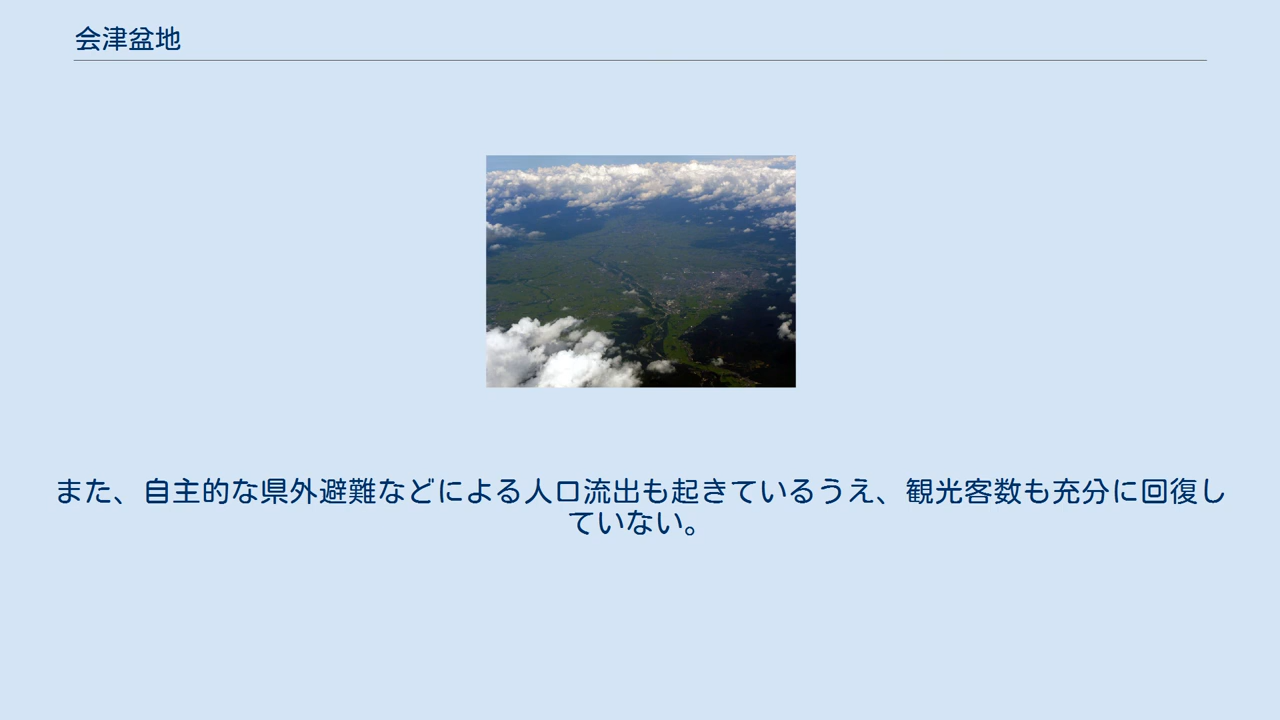 会津盆地
また、自主的な県外避難などによる人口流出も起きているうえ、観光客数も充分に回復し
ていない。